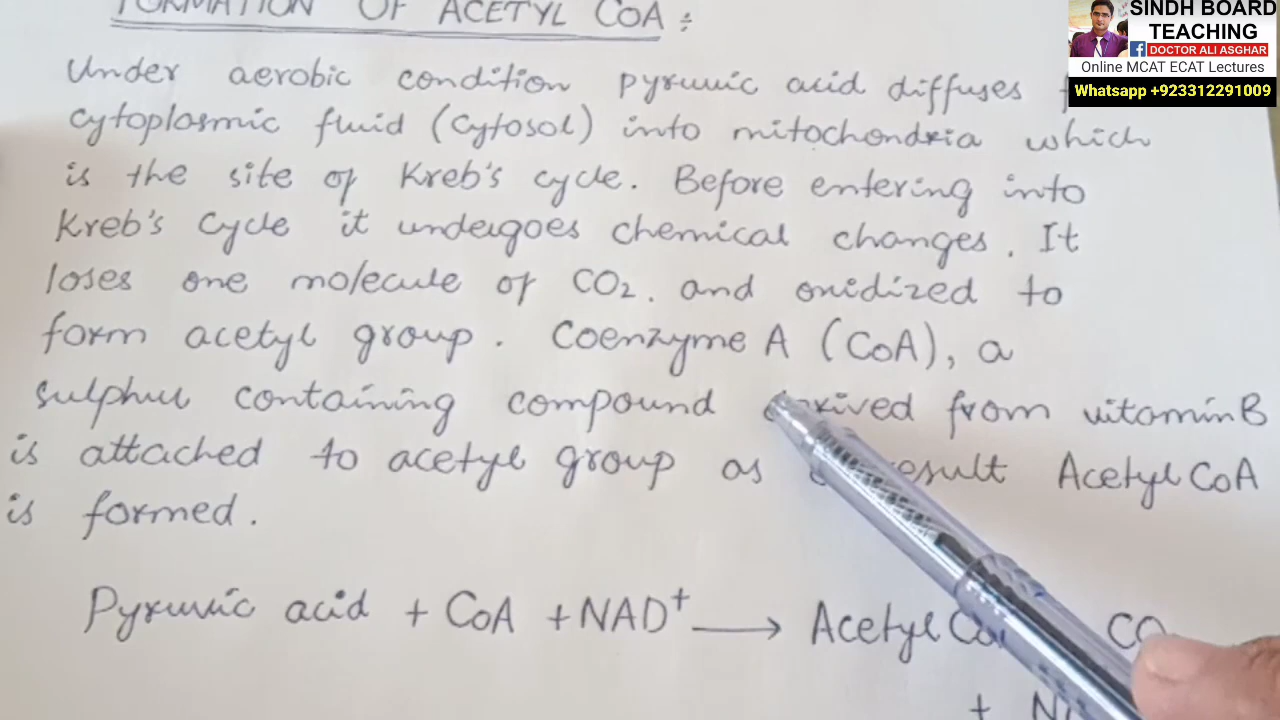 FORMATION OF ACETYL CoA :
Under aerobic condition pyruvic acid diffuses
cytoplasmic fluid (cytosol) into mitochondria which
is the site of Kreb's cycle. Before entering into
Kreb's Cycle it undergoes chemical changes. It
loses one molecule of CO2. and oxidized to
form acetyl group. Coenzyme A (CoA), a
sulphur containing compound derived from vitamin B
is attached to acetyl group as result Acetyl CoA
is formed.
Pyruvic acid + CoA + NAD+ → Acetyl CoA CO
+ NA
SINDH BOARD
TEACHING
f DOCTOR ALI ASGHAR
Online MCAT ECAT Lectures
Whatsapp +923312291009